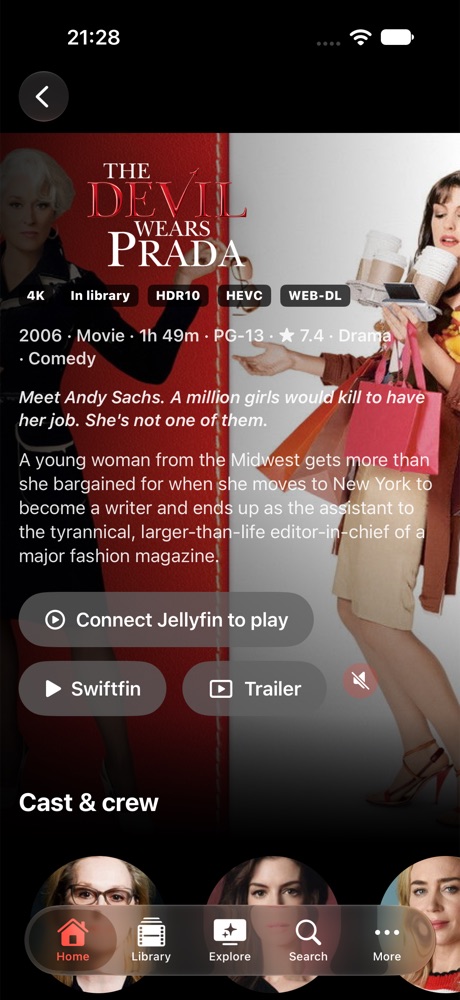 21:28
THE
DEVIL
WEARS
PRADA
4K In library HDR10 HEVC WEB-DL
2006 · Movie · 1h 49m · PG-13 · ★ 7.4 · Drama
· Comedy
Meet Andy Sachs. A million girls would kill to have
her job. She's not one of them.
A young woman from the Midwest gets more than
she bargained for when she moves to New York to
become a writer and ends up as the assistant to
the tyrannical, larger-than-life editor-in-chief of a
major fashion magazine.
Connect Jellyfin to play
Swiftfin Trailer
Cast & crew
Home Library Explore Search More